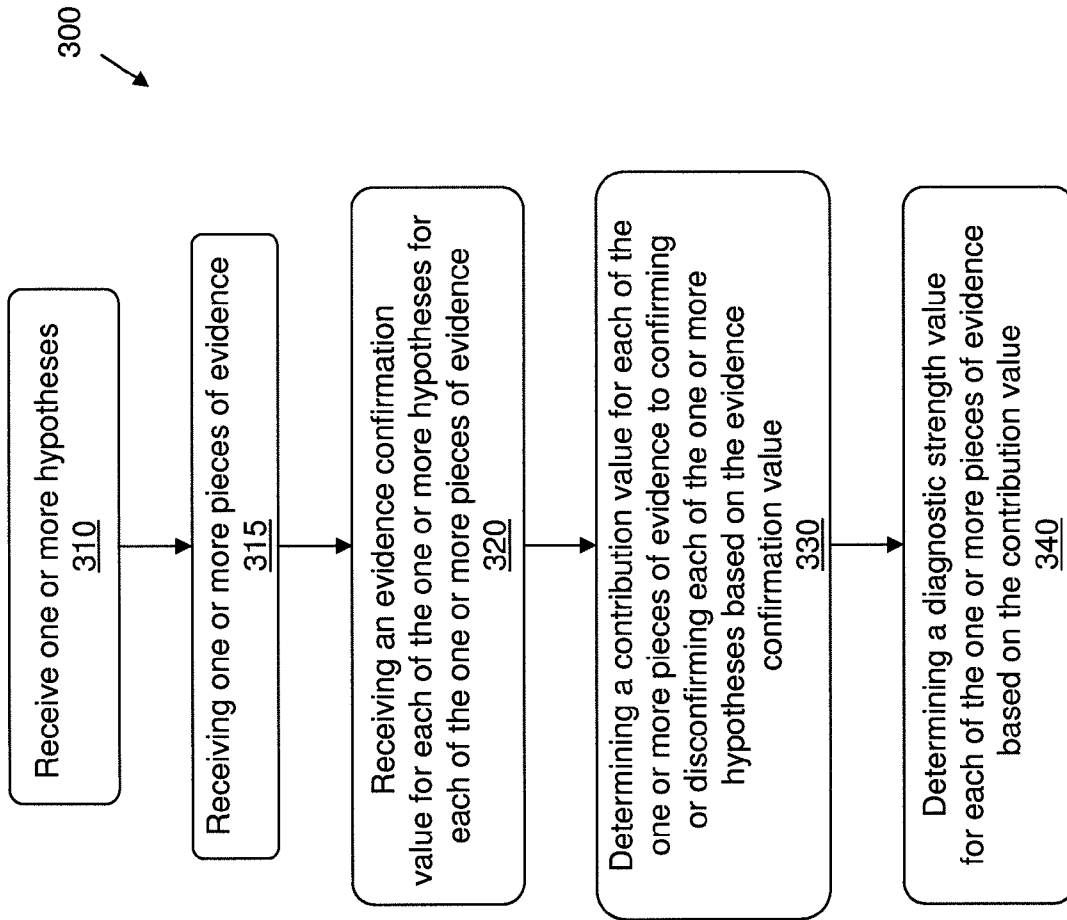 300
Receive one or more hypotheses
310
Receiving one or more pieces of evidence
315
Receiving an evidence confirmation
value for each of the one or more hypotheses for
each of the one or more pieces of evidence
320
Determining a contribution value for each of the
one or more pieces of evidence to confirming
or disconfirming each of the one or more
hypotheses based on the evidence
confirmation value
330
Determining a diagnostic strength value
for each of the one or more pieces of evidence
based on the contribution value
340